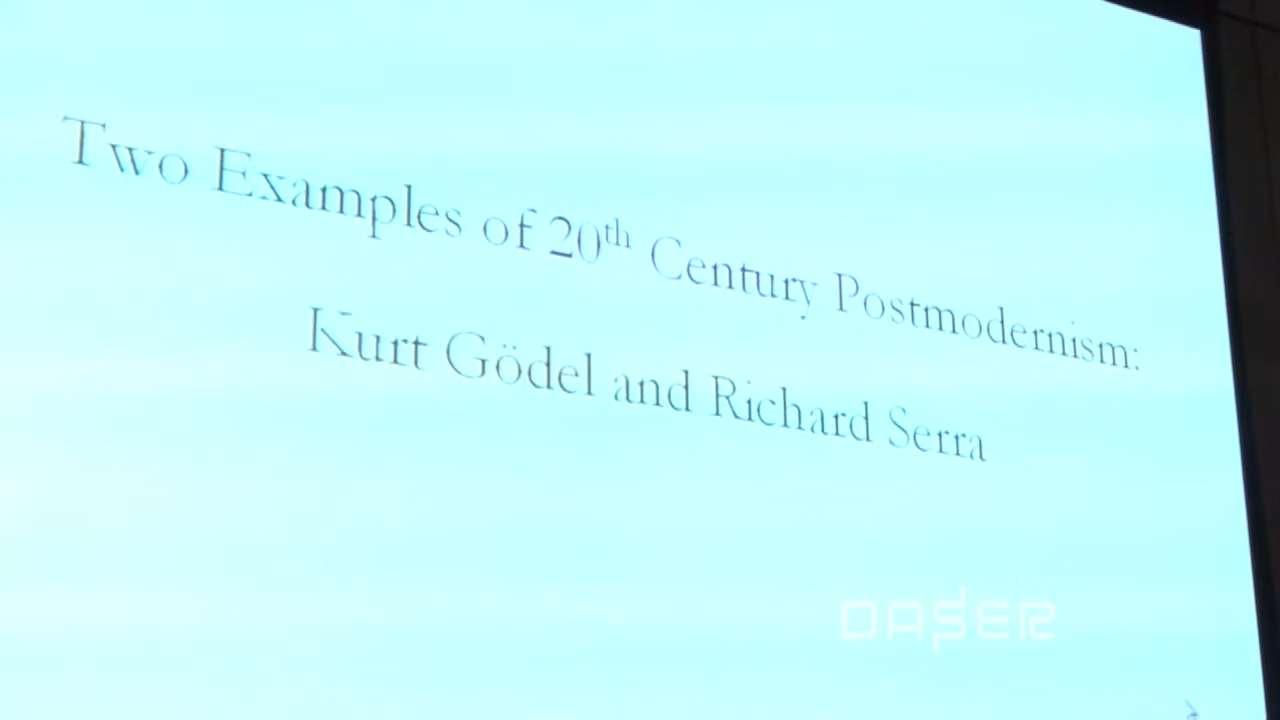 Two Examples of 20th Century Postmodernism:
Kurt Gödel and Richard Serra
DASER